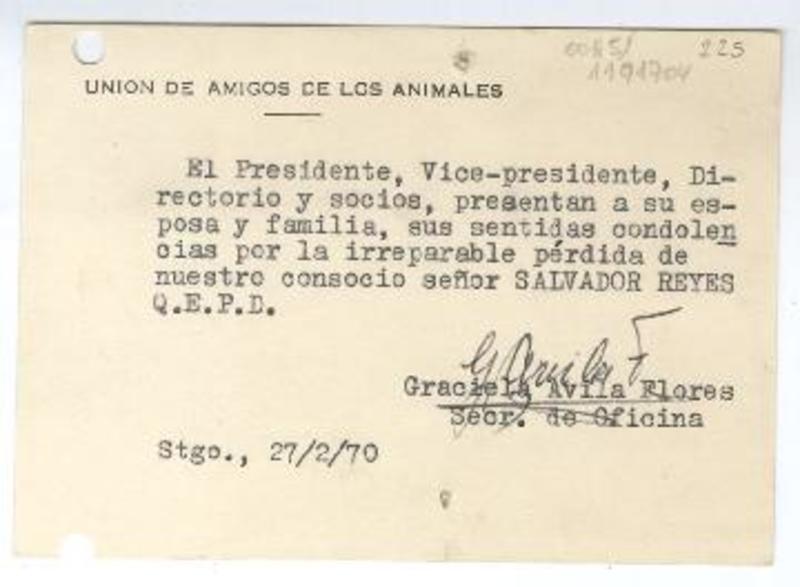 225
UNION DE AMIGOS DE LOS ANIMALES
El Presidente, Vice-presidente, Di-
rectorio y socios, presentan a su es-
posa y familia, sus sentidas condolen
cias por la irreparable pérdida de
nuestro consocio señor SALVADOR REYES
Q.E.P.D.
G Avila F
Graciela Avila Flores
Secr. de Oficina
Stgo., 27/2/70